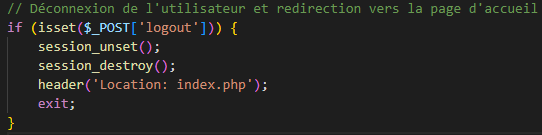 // Déconnexion de l'utilisateur et redirection vers la page d'accueil
if (isset($_POST['logout'])) {
    session_unset();
    session_destroy();
    header('Location: index.php');
    exit;
}